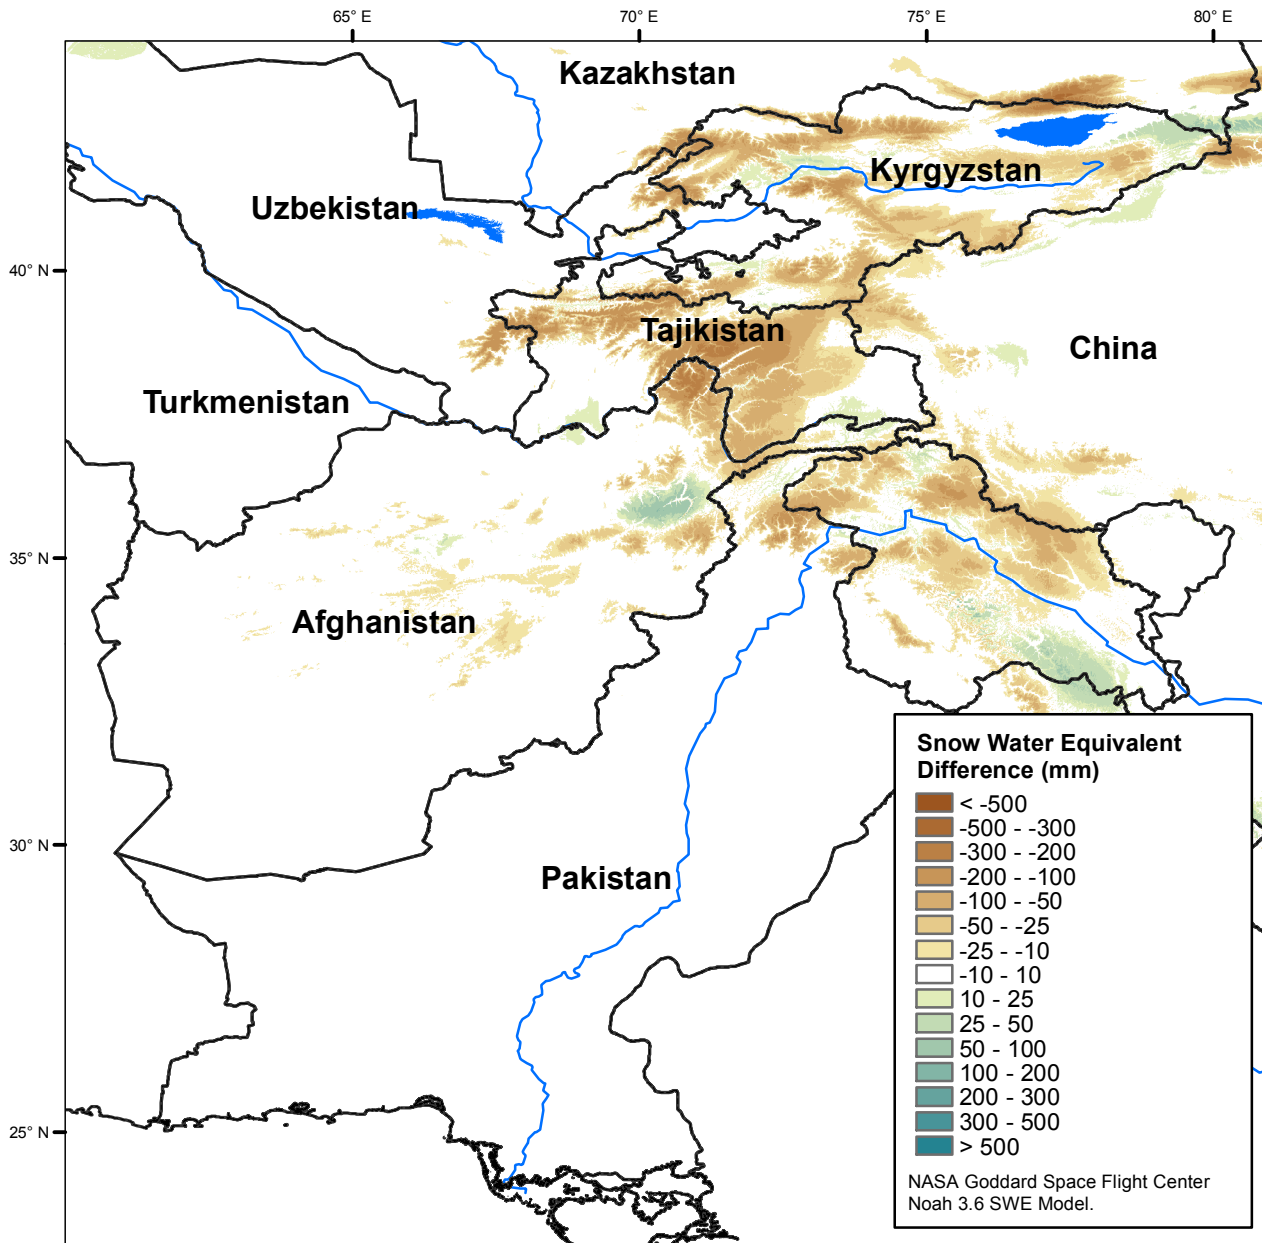 65° E
70° E
75° E
80° E
Kazakhstan
Kyrgyzstan
Uzbekistan
40° N
Tajikistan
China
Turkmenistan
35° N
Afghanistan
30° N
Pakistan
25° N
Snow Water Equivalent
Difference (mm)
< -500
-500 - -300
-300 - -200
-200 - -100
-100 - -50
-50 - -25
-25 - -10
-10 - 10
10 - 25
25 - 50
50 - 100
100 - 200
200 - 300
300 - 500
> 500
NASA Goddard Space Flight Center
Noah 3.6 SWE Model.